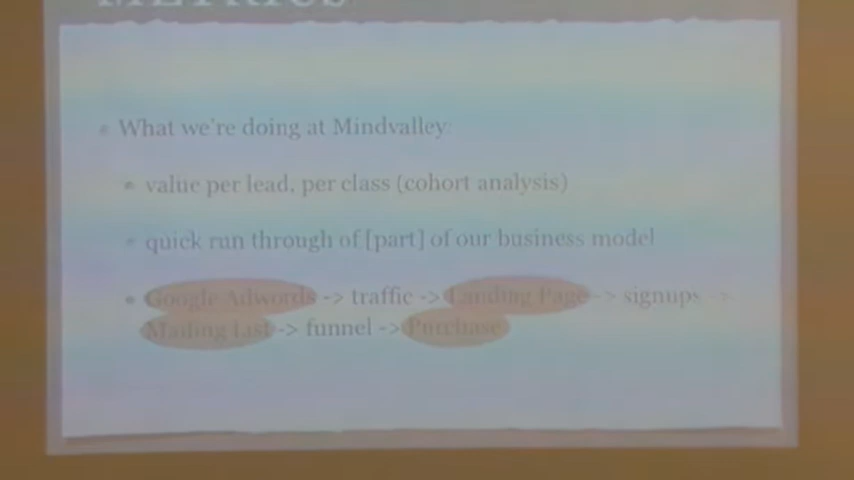 METRICS
What we're doing at Mindvalley:
value per lead, per class (cohort analysis)
quick run through of [part] of our business model
Google Adwords -> traffic -> Landing Page -> signups ->
Mailing List -> funnel -> Purchase